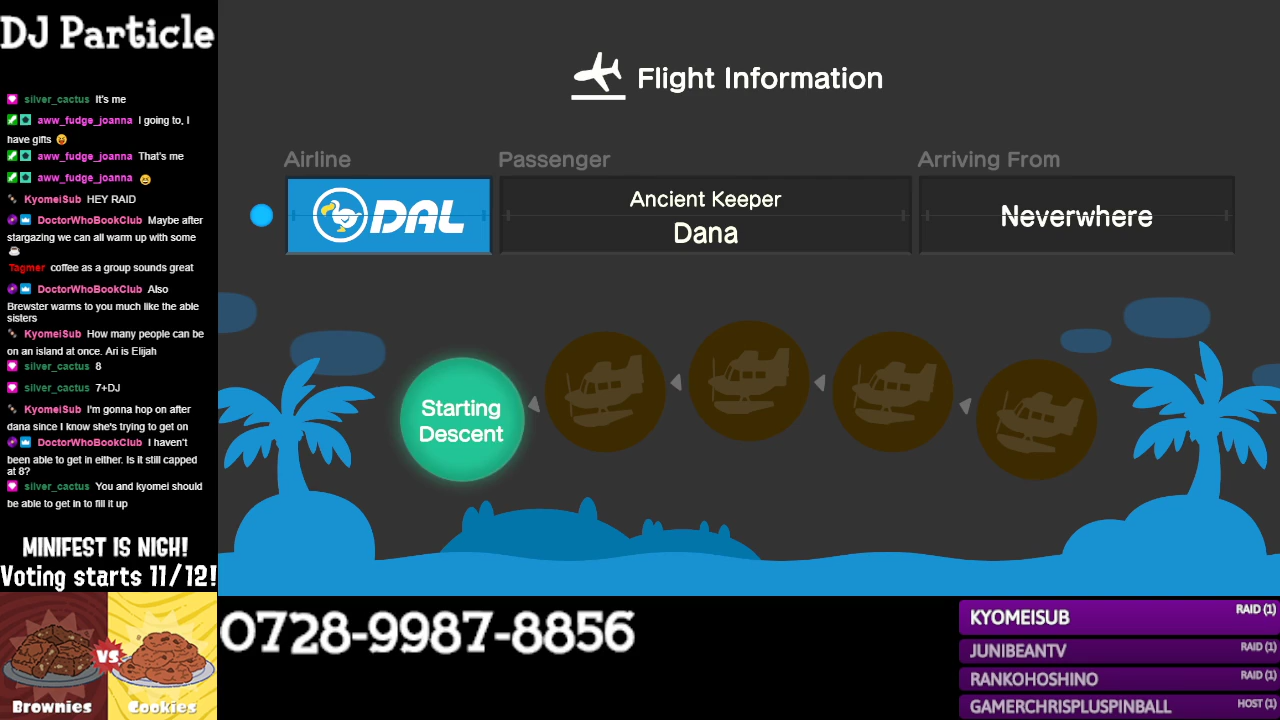 DJ Particle
silver_cactus It's me
aww_fudge_joanna I going to, I
have gifts
aww_fudge_joanna That's me
aww_fudge_joanna
KyomeiSub HEY RAID
DoctorWhoBookClub Maybe after
stargazing we can all warm up with some
Tagmer coffee as a group sounds great
DoctorWhoBookClub Also
Brewster warms to you much like the able
sisters
KyomeiSub How many people can be
on an island at once. Ari is Elijah
silver_cactus 8
silver_cactus 7+DJ
KyomeiSub I'm gonna hop on after
dana since I know she's trying to get on
DoctorWhoBookClub I haven't
been able to get in either. Is it still capped
at 8?
silver_cactus You and kyomei should
be able to get in to fill it up
MINIFEST IS NIGH!
Voting starts 11/12!
VS
Brownies
Cookies
Flight Information
Airline
Passenger
Arriving From
DAL
Ancient Keeper
Dana
Neverwhere
Starting
Descent
0728-9987-8856
KYOMEISUB RAID (1)
JUNIBEANTV RAID (1)
RANKOHOSHINO RAID (1)
GAMERCHRISPLUSPINBALL HOST (1)